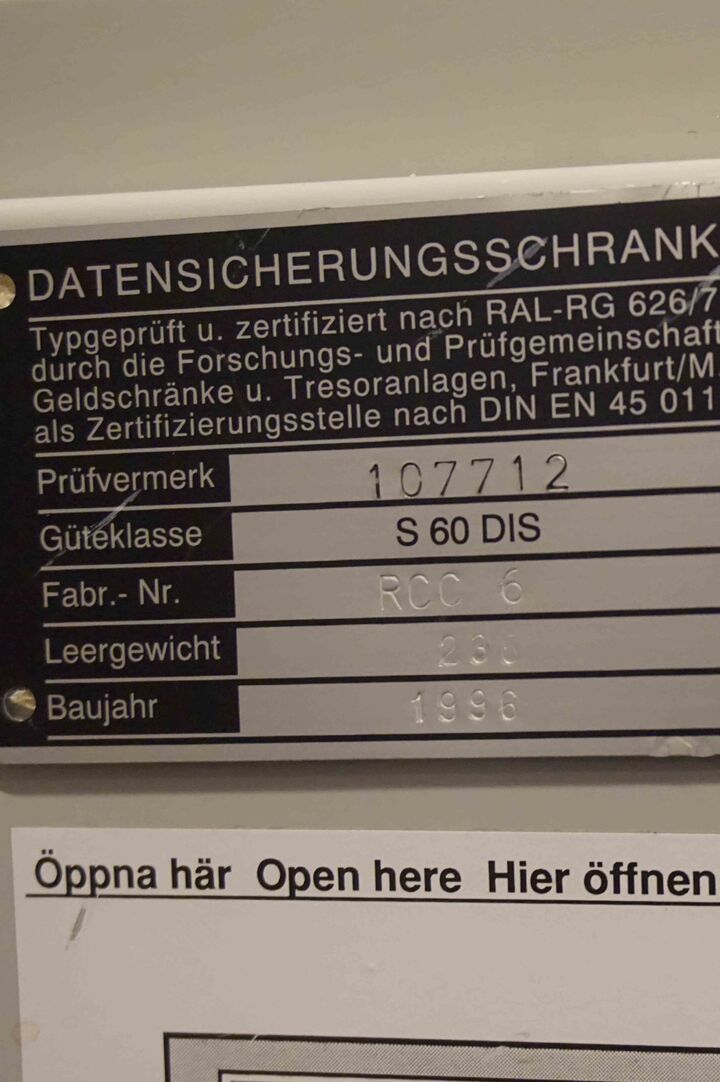 DATENSICHERUNGSSCHRANK
Typgeprüft u. zertifiziert nach RAL-RG 626/7
durch die Forschungs- und Prüfgemeinschaft
Geldschränke u. Tresoranlagen, Frankfurt/M.
als Zertifizierungsstelle nach DIN EN 45 011
Prüfvermerk 107712
Güteklasse S 60 DIS
Fabr.- Nr. RCC 6
Leergewicht
Baujahr 1996
Öppna här Open here Hier öffnen